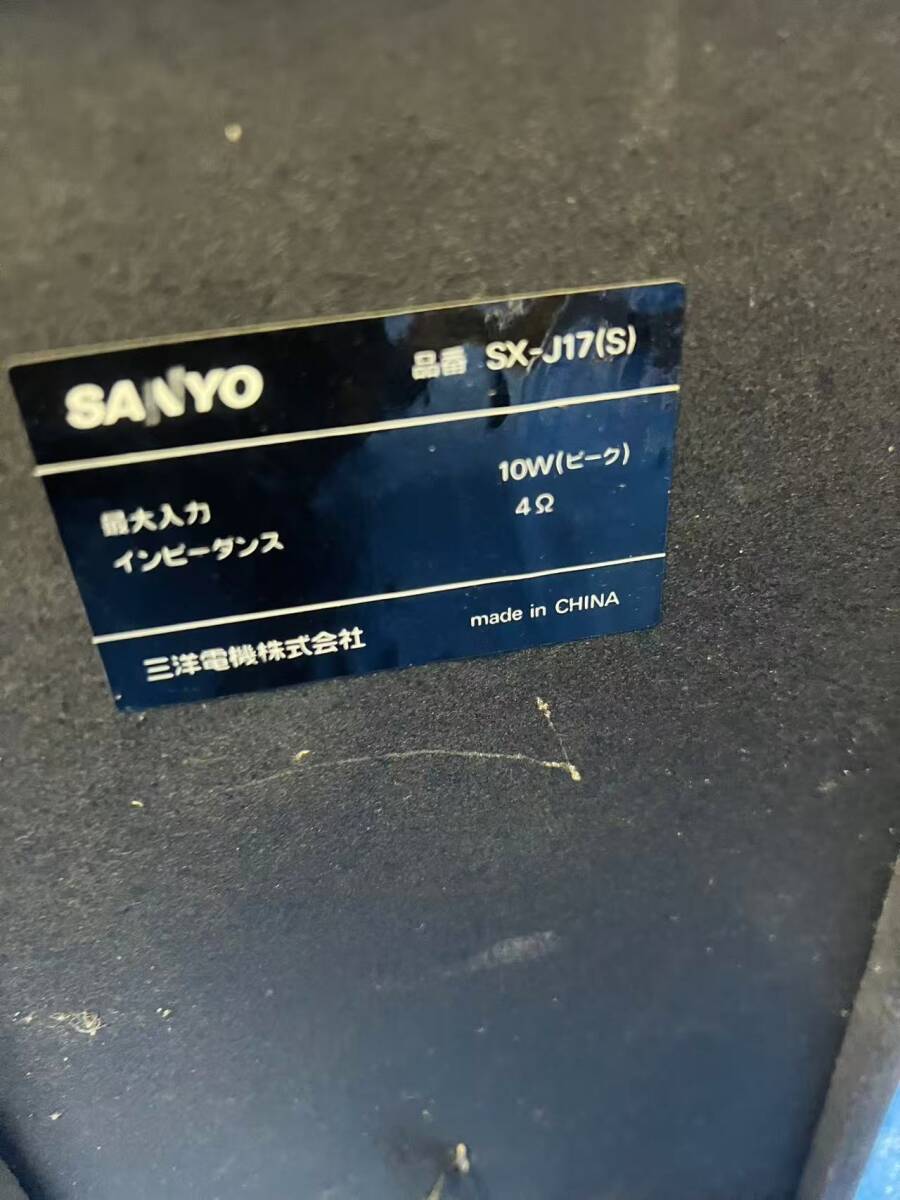 SANYO 品番 SX-J17(S)
最大入力 10W(ピーク)
インピーダンス 4Ω
三洋電機株式会社 made in CHINA